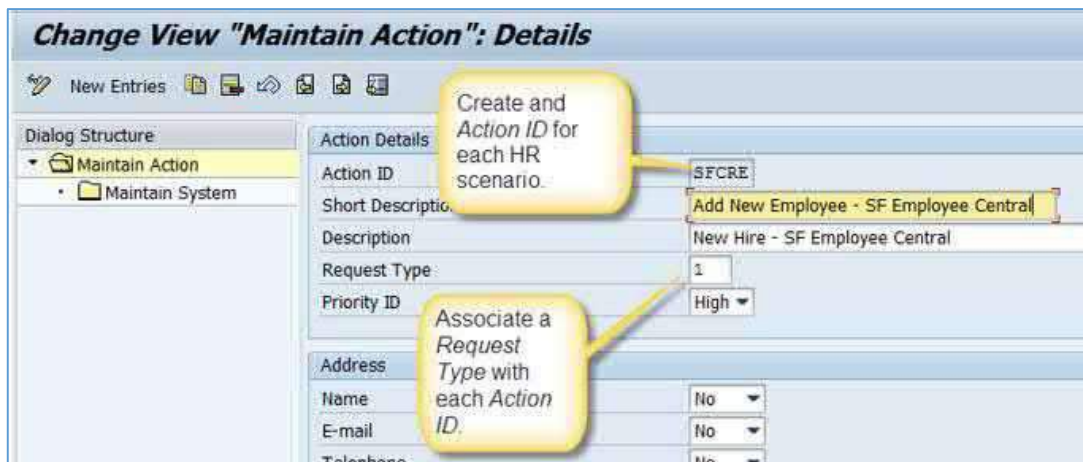 Change View "Maintain Action": Details
New Entries
Dialog Structure
Maintain Action
Maintain System
Action Details
Action ID SFCRE
Short Descriptio Add New Employee - SF Employee Central
Description New Hire - SF Employee Central
Request Type 1
Priority ID High
Create and
Action ID for
each HR
scenario.
Associate a
Request
Type with
each Action
ID.
Address
Name No
E-mail No
Telephone No